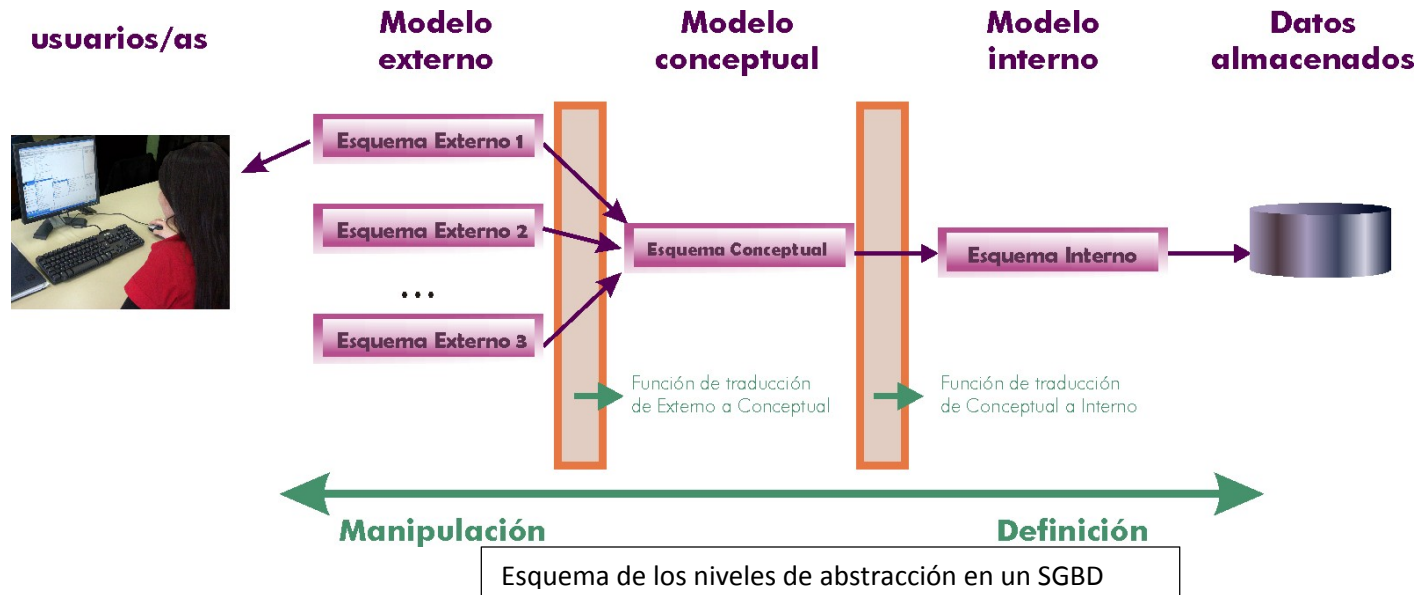 usuarios/as
Modelo
externo
Modelo
conceptual
Modelo
interno
Datos
almacenados
Esquema Externo 1
Esquema Externo 2
...
Esquema Externo 3
Esquema Conceptual
Esquema Interno
Función de traducción
de Externo a Conceptual
Función de traducción
de Conceptual a Interno
Manipulación
Definición
Esquema de los niveles de abstracción en un SGBD